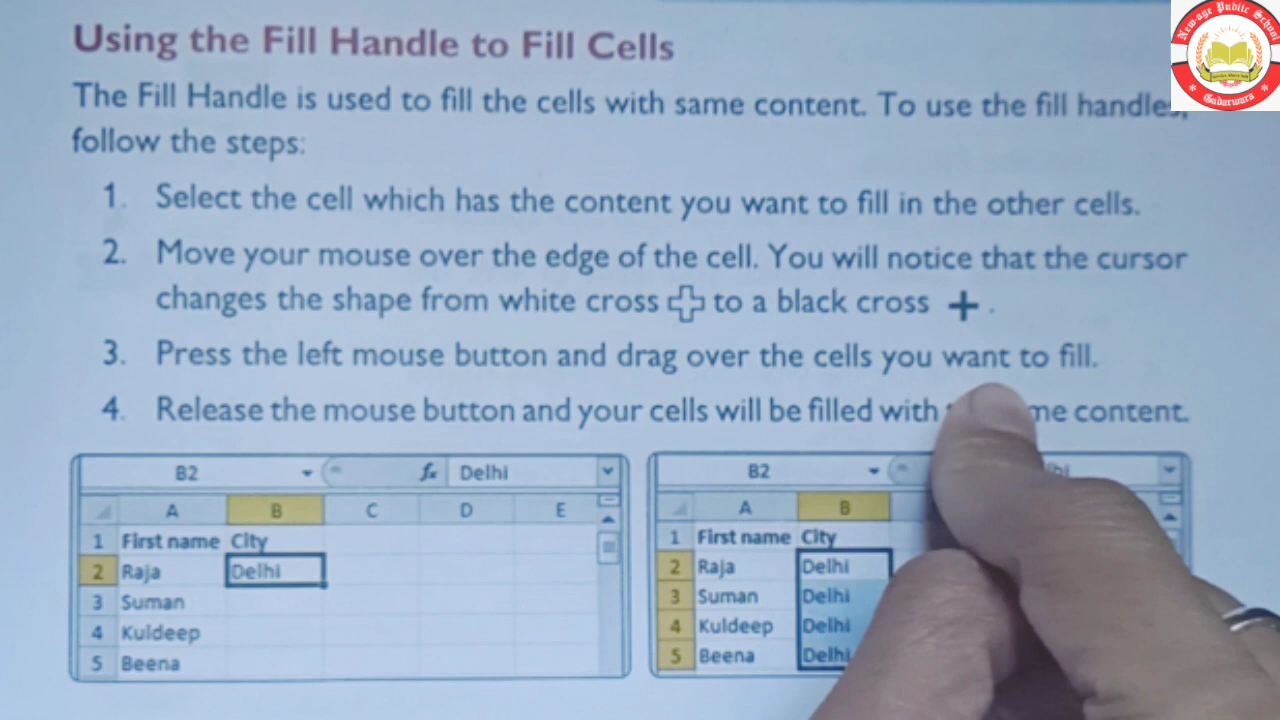 Using the Fill Handle to Fill Cells
New-age Public School
Gadarwara
The Fill Handle is used to fill the cells with same content. To use the fill handles,
follow the steps:
1. Select the cell which has the content you want to fill in the other cells.
2. Move your mouse over the edge of the cell. You will notice that the cursor
changes the shape from white cross to a black cross .
3. Press the left mouse button and drag over the cells you want to fill.
4. Release the mouse button and your cells will be filled with content.
B2 fx Delhi
A B C D E
1 First name City
2 Raja Delhi
3 Suman
4 Kuldeep
5 Beena
B2
A B
1 First name City
2 Raja Delhi
3 Suman Delhi
4 Kuldeep Delhi
5 Beena Delhi